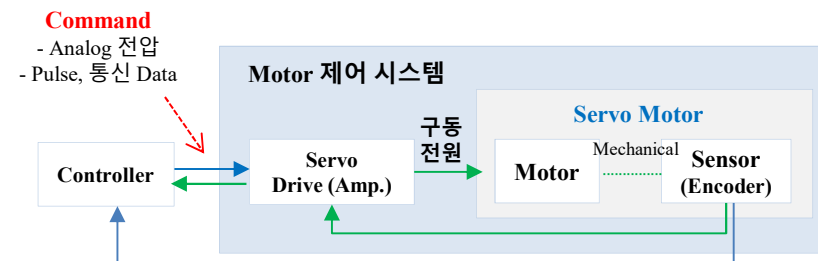 Command
- Analog 전압
- Pulse, 통신 Data
Motor 제어 시스템
Servo Motor
구동
전원
Controller
Servo
Drive (Amp.)
Motor
Mechanical
Sensor
(Encoder)